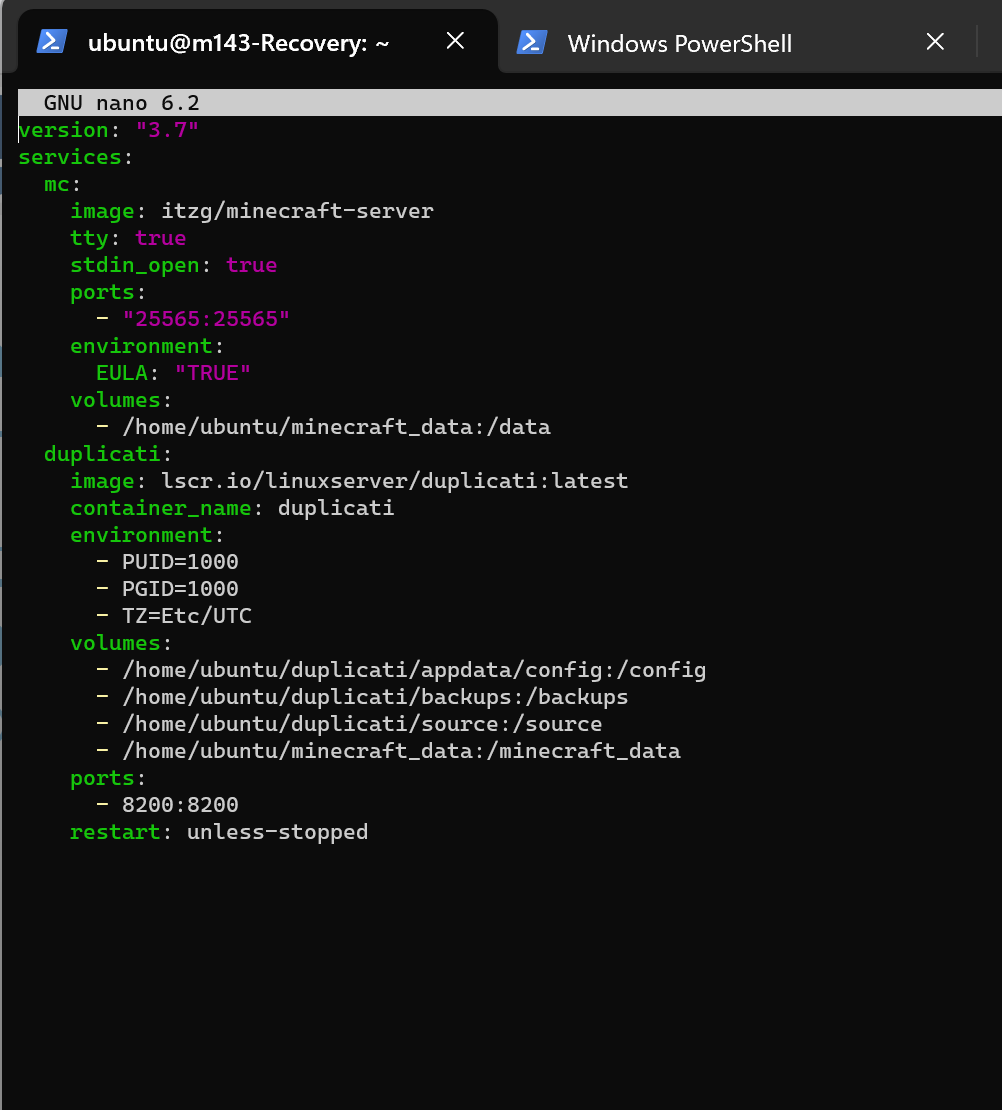 ubuntu@m143-Recovery: ~
Windows PowerShell
GNU nano 6.2
version: "3.7"
services:
  mc:
    image: itzg/minecraft-server
    tty: true
    stdin_open: true
    ports:
      - "25565:25565"
    environment:
      EULA: "TRUE"
    volumes:
      - /home/ubuntu/minecraft_data:/data
  duplicati:
    image: lscr.io/linuxserver/duplicati:latest
    container_name: duplicati
    environment:
      - PUID=1000
      - PGID=1000
      - TZ=Etc/UTC
    volumes:
      - /home/ubuntu/duplicati/appdata/config:/config
      - /home/ubuntu/duplicati/backups:/backups
      - /home/ubuntu/duplicati/source:/source
      - /home/ubuntu/minecraft_data:/minecraft_data
    ports:
      - 8200:8200
    restart: unless-stopped